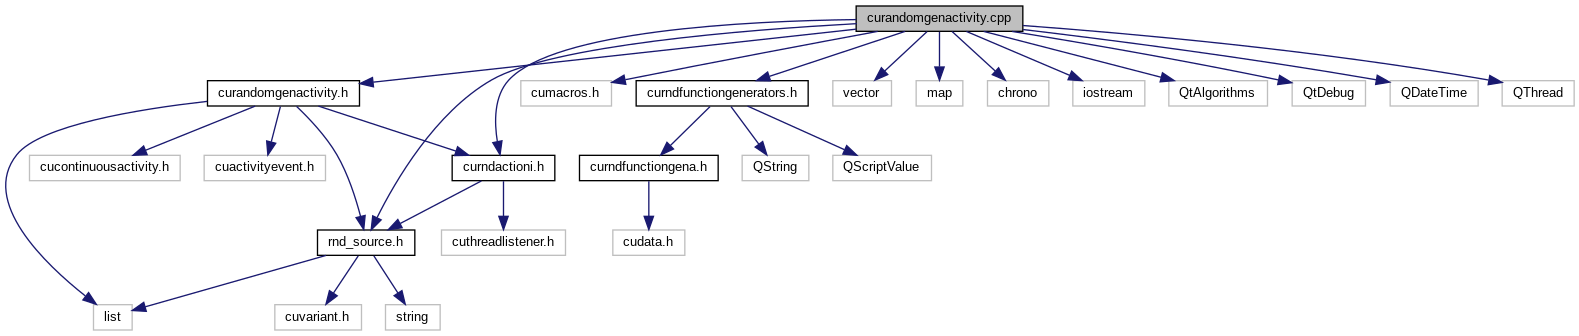 curandomgenactivity.cpp
curandomgenactivity.h
cumacros.h
curndfunctiongenerators.h
vector
map
chrono
iostream
QtAlgorithms
QtDebug
QDateTime
QThread
cucontinuousactivity.h
cuactivityevent.h
curndactioni.h
curndfunctiongena.h
QString
QScriptValue
rnd_source.h
cuthreadlistener.h
cudata.h
list
cuvariant.h
string